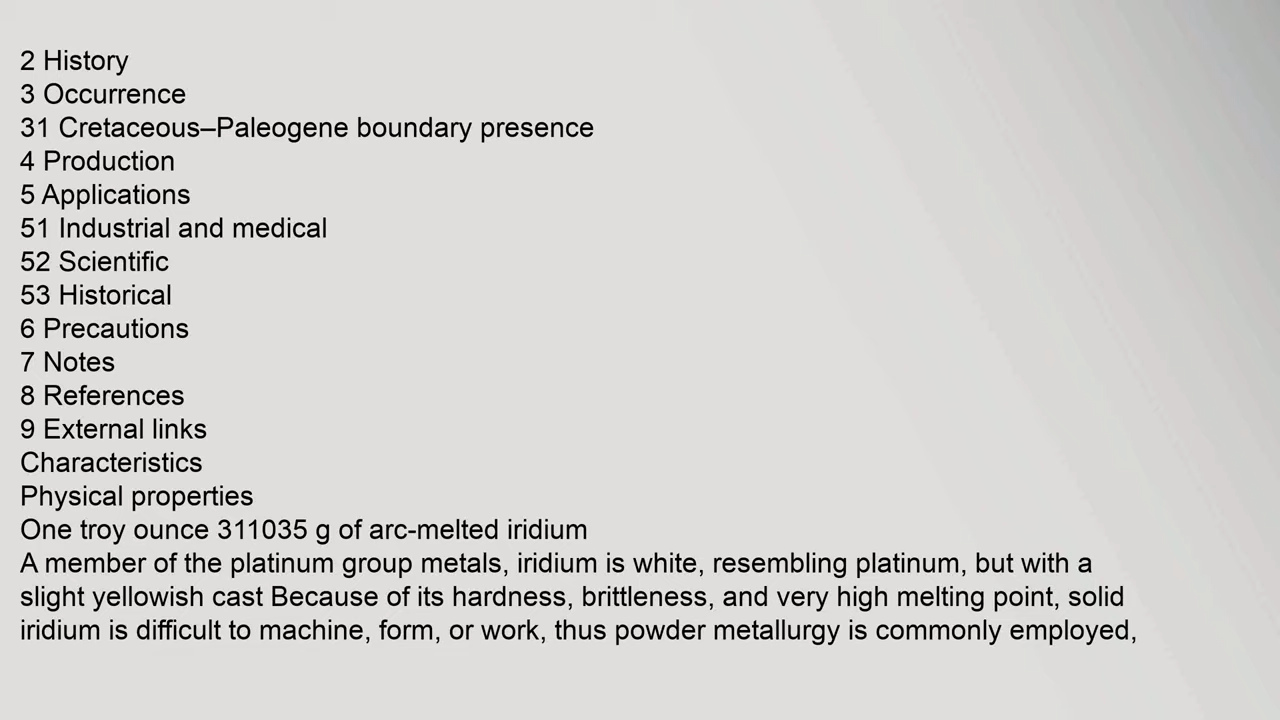 2 History
3 Occurrence
31 Cretaceous–Paleogene boundary presence
4 Production
5 Applications
51 Industrial and medical
52 Scientific
53 Historical
6 Precautions
7 Notes
8 References
9 External links
Characteristics
Physical properties
One troy ounce 311035 g of arc-melted iridium
A member of the platinum group metals, iridium is white, resembling platinum, but with a
slight yellowish cast Because of its hardness, brittleness, and very high melting point, solid
iridium is difficult to machine, form, or work, thus powder metallurgy is commonly employed,